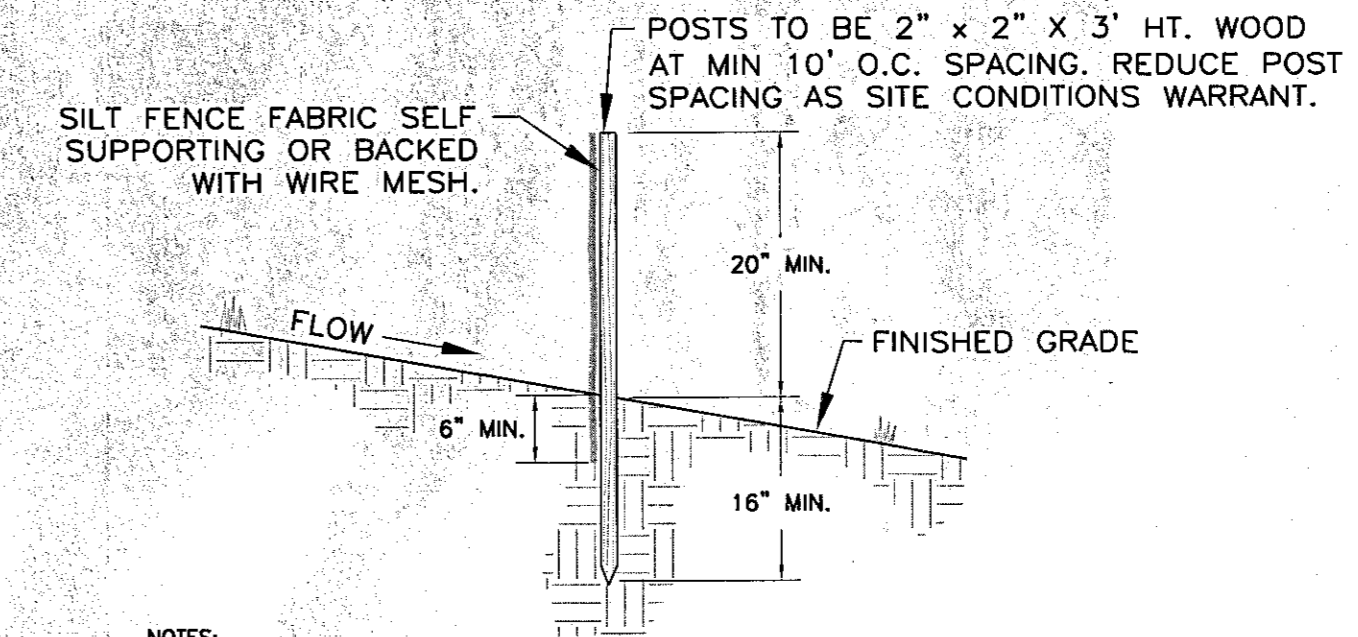 POSTS TO BE 2" x 2" X 3' HT. WOOD
AT MIN 10' O.C. SPACING. REDUCE POST
SPACING AS SITE CONDITIONS WARRANT.
SILT FENCE FABRIC SELF
SUPPORTING OR BACKED
WITH WIRE MESH.
20" MIN.
FLOW
FINISHED GRADE
6" MIN.
16" MIN.
NOTES: